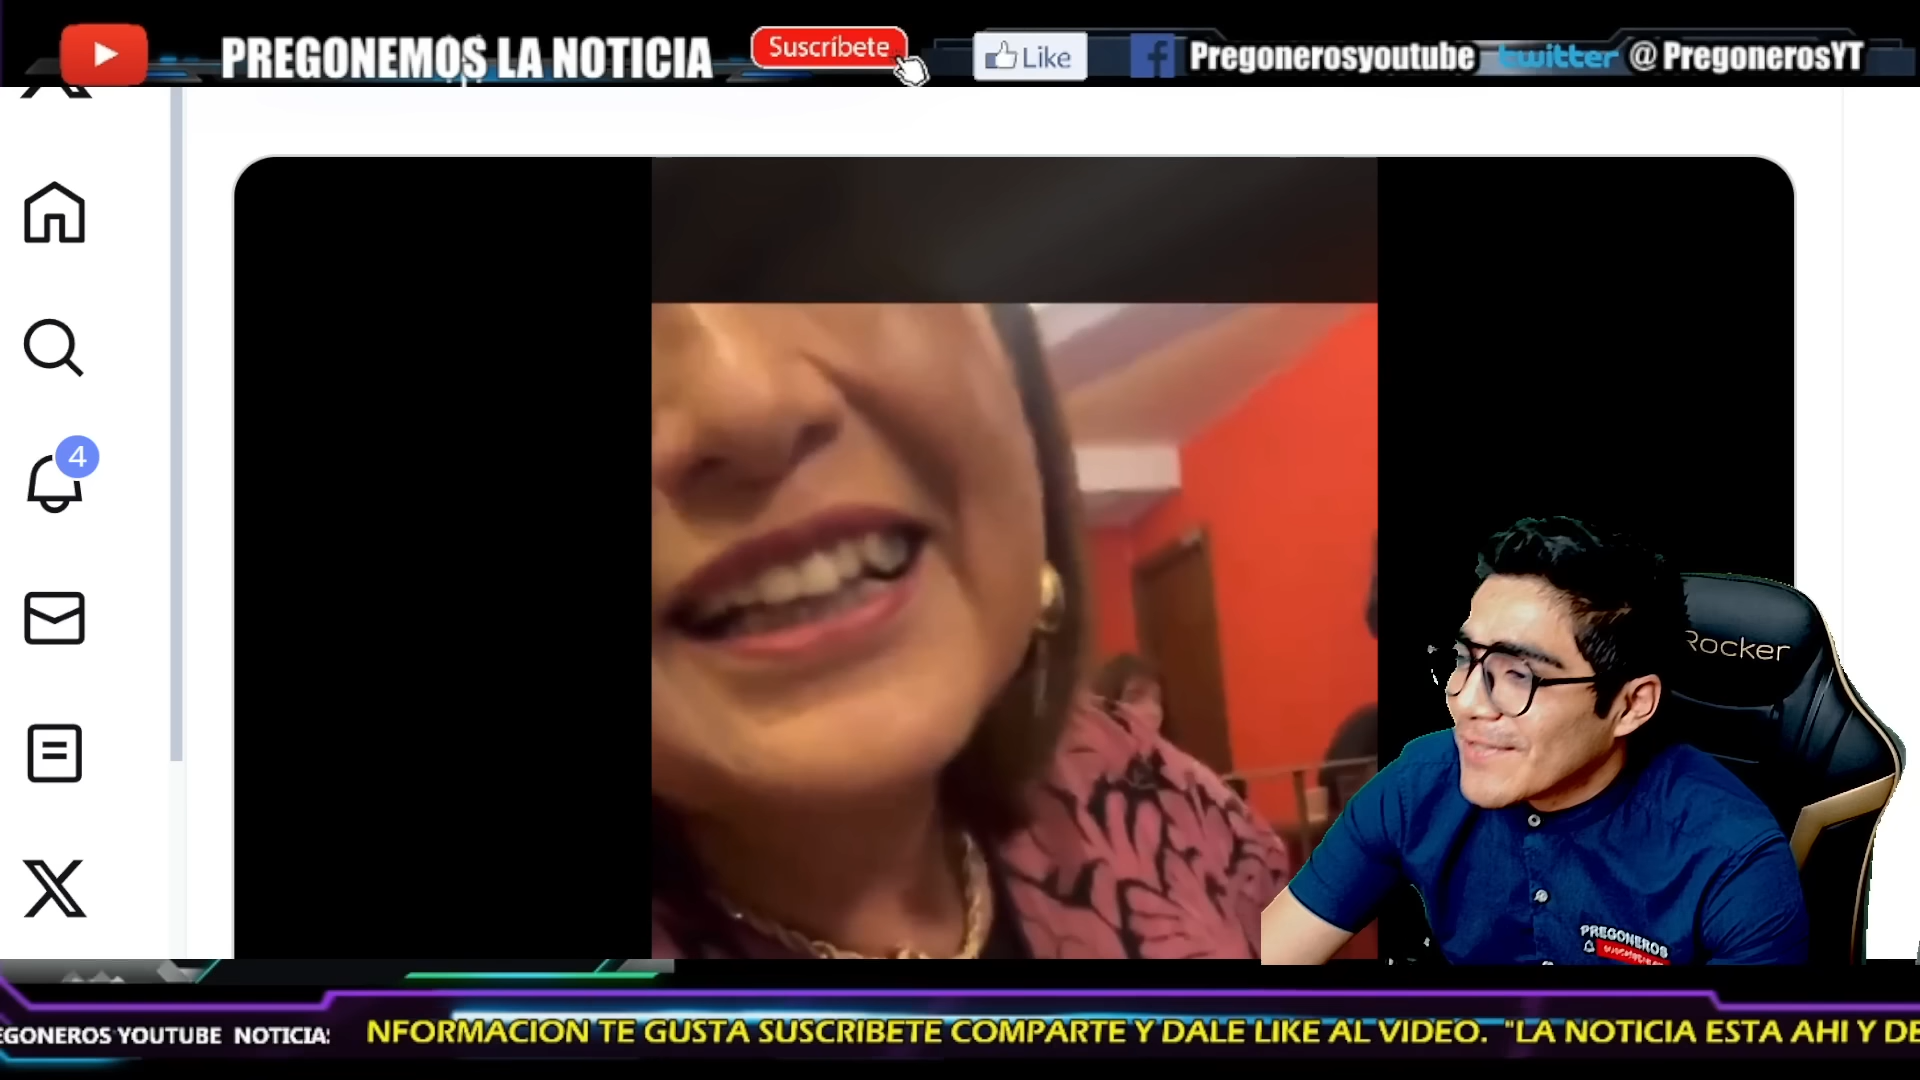 PREGONEMOS LA NOTICIA
Suscríbete
Like
Pregonerosyoutube
twitter @PregonerosYT
4
Rocker
PREGONEROS
EGONEROS YOUTUBE NOTICIAS
NFORMACION TE GUSTA SUSCRIBETE COMPARTE Y DALE LIKE AL VIDEO. "LA NOTICIA ESTA AHI Y DE